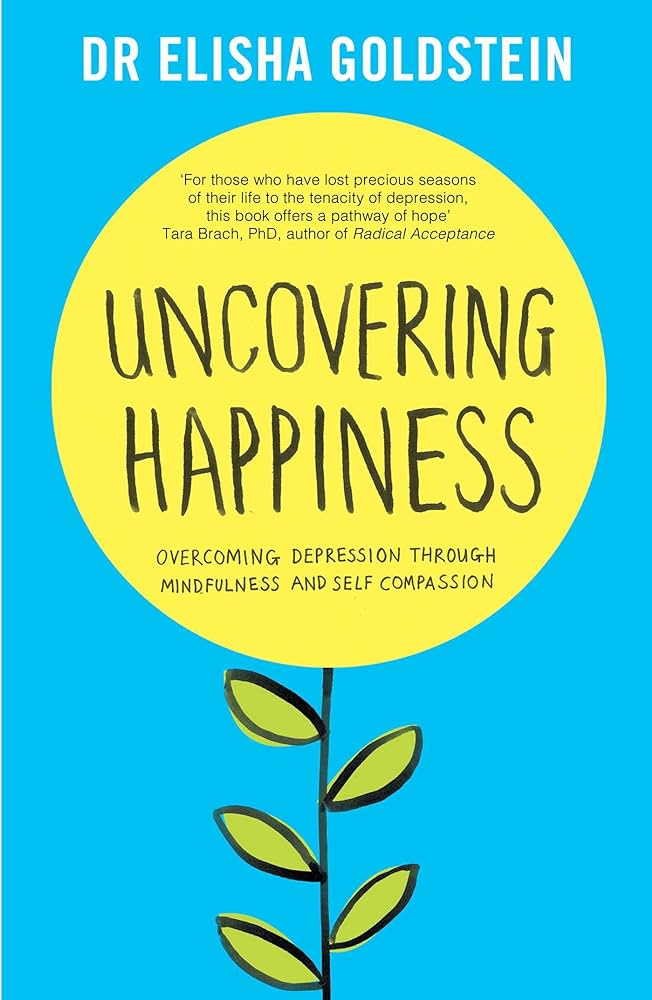 DR ELISHA GOLDSTEIN
‘For those who have lost precious seasons
of their life to the tenacity of depression,
this book offers a pathway of hope’
Tara Brach, PhD, author of Radical Acceptance
UNCOVERING
HAPPINESS
OVERCOMING DEPRESSION THROUGH
MINDFULNESS AND SELF COMPASSION